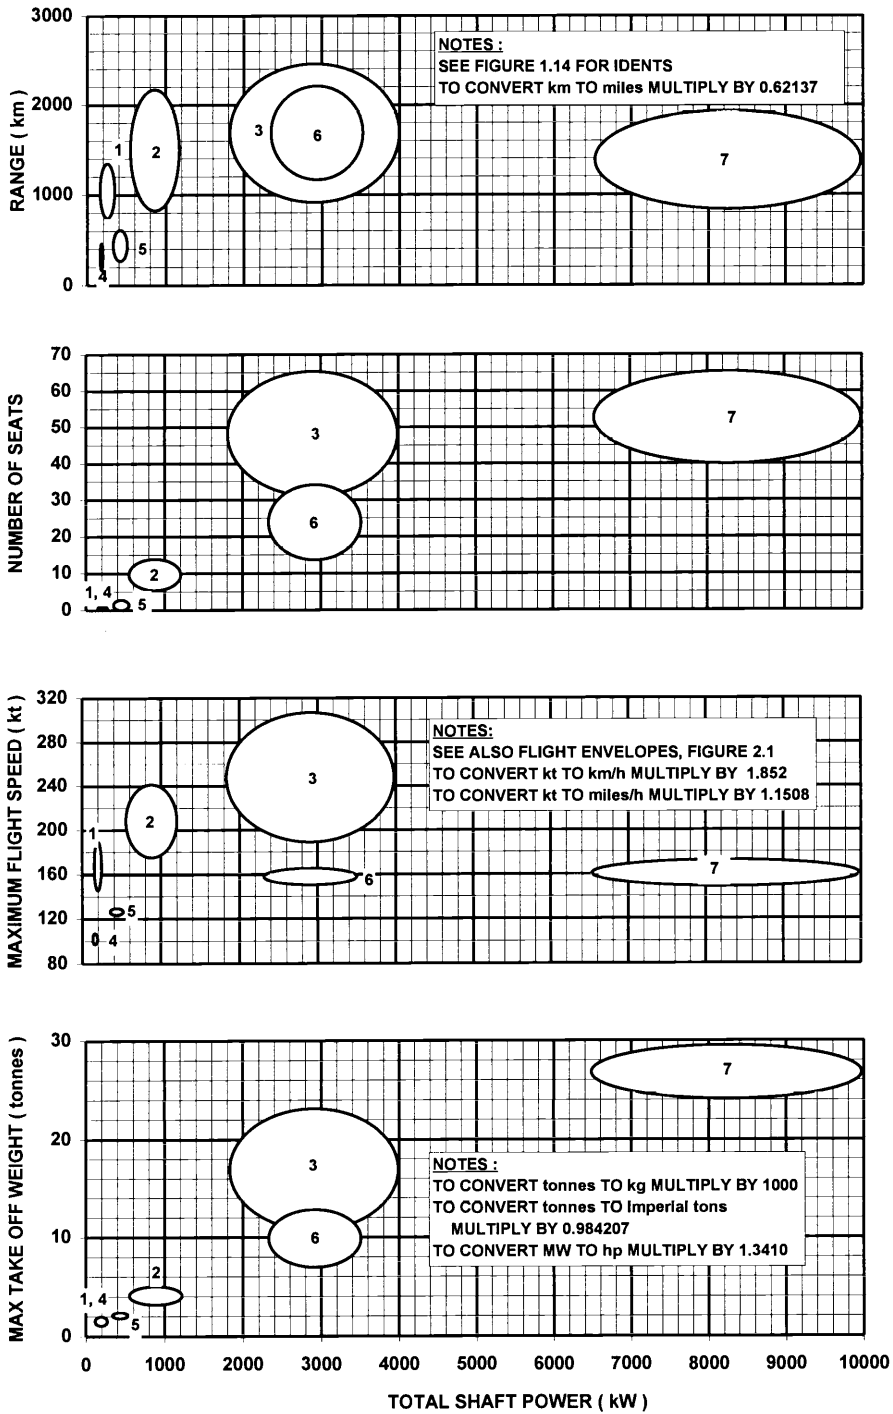 RANGE ( km )
3000
2000
1000
0
NOTES :
SEE FIGURE 1.14 FOR IDENTS
TO CONVERT km TO miles MULTIPLY BY 0.62137
1
2
3
6
7
5
4
NUMBER OF SEATS
70
60
50
40
30
20
10
0
3
7
6
2
1, 4
5
MAXIMUM FLIGHT SPEED ( kt )
320
280
240
200
160
120
80
NOTES:
SEE ALSO FLIGHT ENVELOPES, FIGURE 2.1
TO CONVERT kt TO km/h MULTIPLY BY 1.852
TO CONVERT kt TO miles/h MULTIPLY BY 1.1508
3
2
1
6
7
5
4
MAX TAKE OFF WEIGHT ( tonnes )
30
20
10
0
7
3
NOTES :
TO CONVERT tonnes TO kg MULTIPLY BY 1000
TO CONVERT tonnes TO Imperial tons
MULTIPLY BY 0.984207
TO CONVERT MW TO hp MULTIPLY BY 1.3410
6
2
1, 4
5
0 1000 2000 3000 4000 5000 6000 7000 8000 9000 10000
TOTAL SHAFT POWER ( kW )